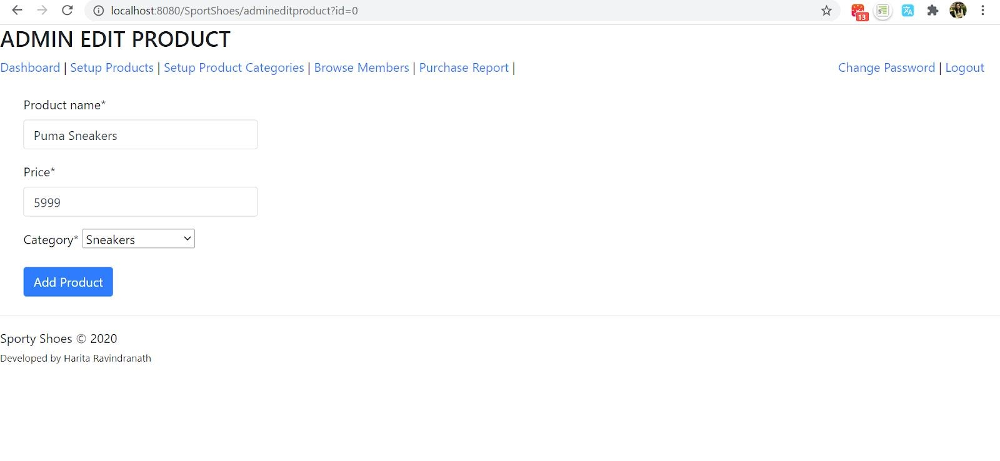 localhost:8080/SportShoes/admineditproduct?id=0
13
ADMIN EDIT PRODUCT
Dashboard | Setup Products | Setup Product Categories | Browse Members | Purchase Report | Change Password | Logout
Product name*
Puma Sneakers
Price*
5999
Category* Sneakers
Add Product
Sporty Shoes © 2020
Developed by Harita Ravindranath